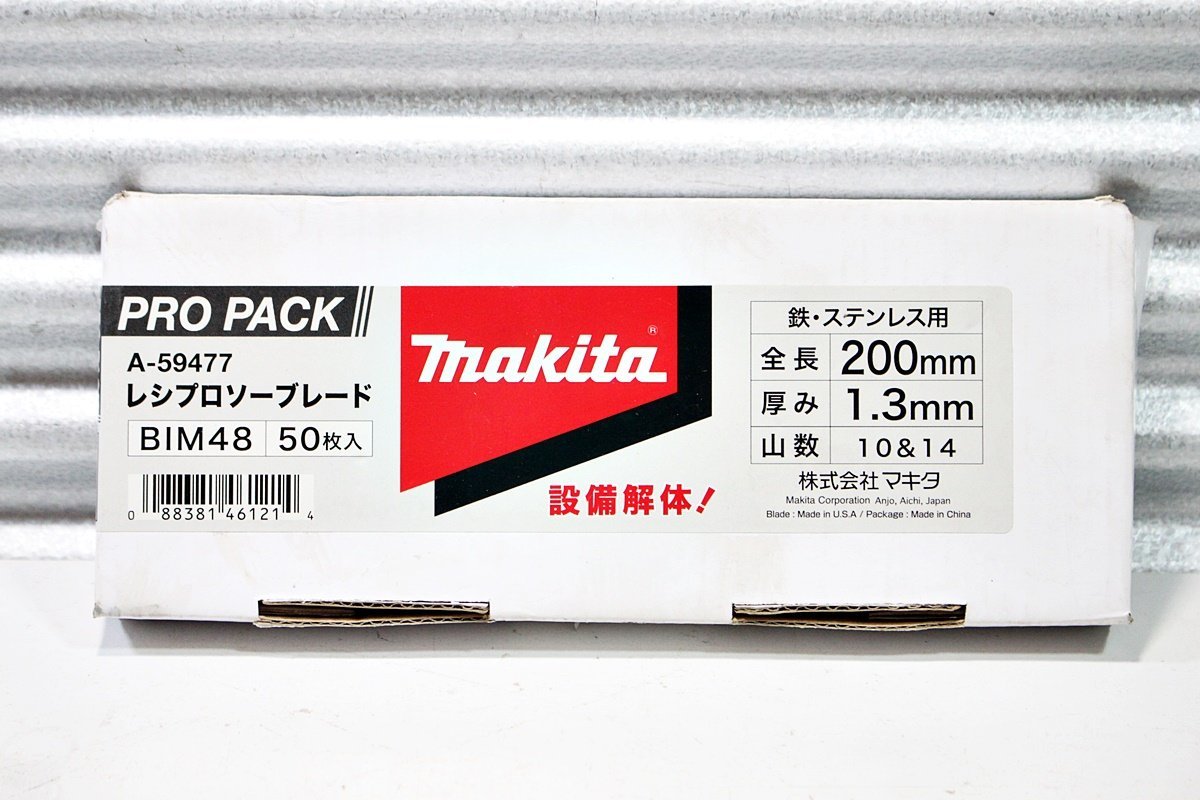 PRO PACK
A-59477
レシプロソーブレード
BIM48 50枚入
0 88381 46121 4
makita®
設備解体!
鉄・ステンレス用
全長 200mm
厚み 1.3mm
山数 10&14
株式会社マキタ
Makita Corporation Anjo, Aichi, Japan
Blade : Made in U.S.A / Package : Made in China